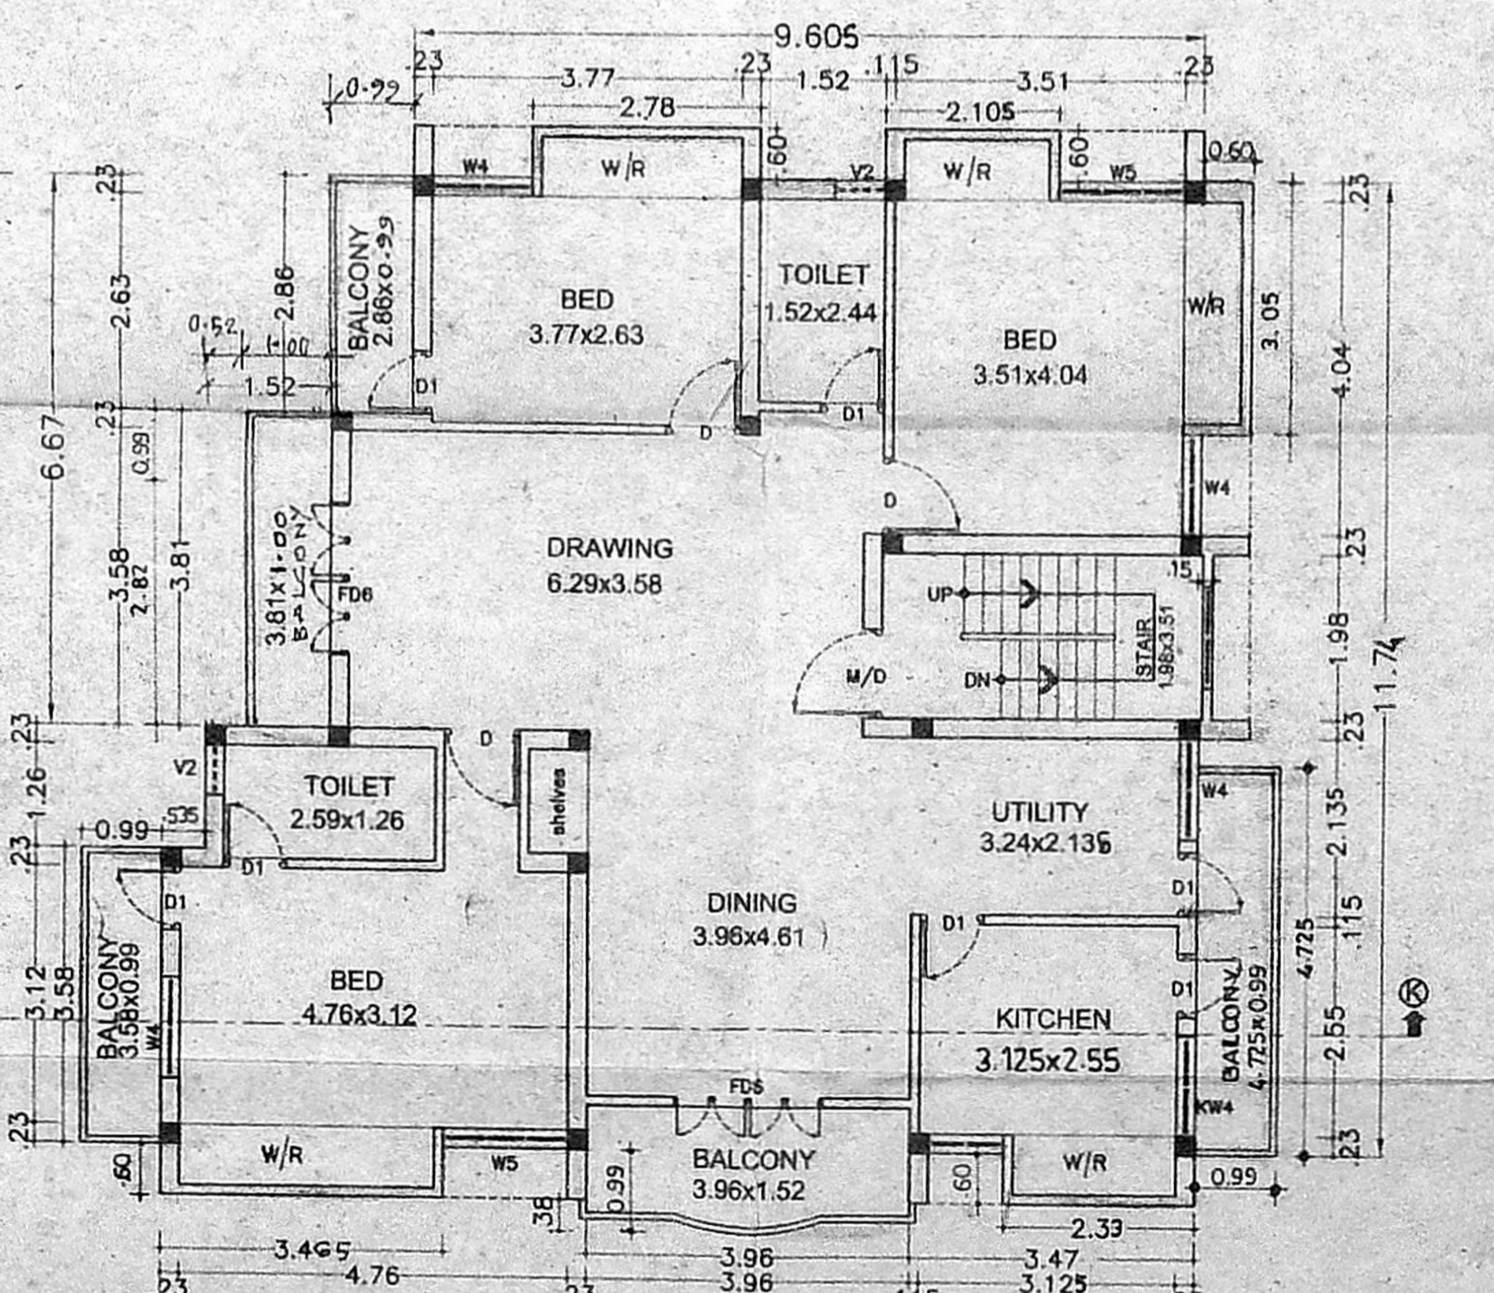 9.605
.23
3.77
.23
1.52
.115
3.51
.23
0.99
2.78
2.105
.60
.60
0.60
W4
W/R
V2
W/R
W5
.23
.23
BALCONY
2.86x0.99
2.86
2.63
BED
3.77x2.63
TOILET
1.52x2.44
BED
3.51x4.04
W/R
3.05
4.04
0.52
1.00
1.52
D1
D
D1
.23
6.67
0.99
D
W4
3.58
2.82
3.81
3.81x1.00
BALCONY
FD6
DRAWING
6.29x3.58
.23
.15
UP
DN
STAIR
1.98x3.51
1.98
11.74
M/D
.23
D
.23
V2
TOILET
2.59x1.26
shelves
1.26
.535
0.99
.23
D1
UTILITY
3.24x2.135
W4
2.135
D1
D1
DINING
3.96x4.61
D1
.115
4.725
BALCONY
3.58x0.99
W4
3.12
3.58
BED
4.76x3.12
D1
KITCHEN
3.125x2.55
BALCONY
4.725x0.99
2.55
K
KW4
FD5
.23
.60
W/R
W5
BALCONY
3.96x1.52
0.99
.38
.60
W/R
.23
0.99
2.33
3.465
3.96
3.47
.23
4.76
3.96
3.125